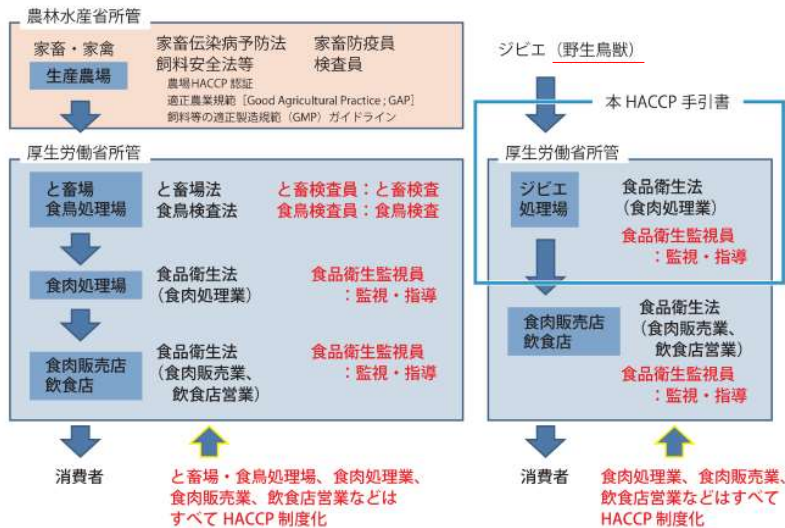 農林水産省所管
家畜・家禽
生産農場
家畜伝染病予防法
飼料安全法等
農場HACCP 認証
適正農業規範［Good Agricultural Practice ; GAP］
飼料等の適正製造規範（GMP）ガイドライン
家畜防疫員
検査員
厚生労働省所管
と畜場
食鳥処理場
と畜場法
食鳥検査法
と畜検査員：と畜検査
食鳥検査員：食鳥検査
食肉処理場
食品衛生法
（食肉処理業）
食品衛生監視員
：監視・指導
食肉販売店
飲食店
食品衛生法
（食肉販売業、
飲食店営業）
食品衛生監視員
：監視・指導
消費者
と畜場・食鳥処理場、食肉処理業、
食肉販売業、飲食店営業などは
すべて HACCP 制度化
ジビエ（野生鳥獣）
本 HACCP 手引書
厚生労働省所管
ジビエ
処理場
食品衛生法
（食肉処理業）
食品衛生監視員
：監視・指導
食肉販売店
飲食店
食品衛生法
（食肉販売業、
飲食店営業）
食品衛生監視員
：監視・指導
消費者
食肉処理業、食肉販売業、
飲食店営業などはすべて
HACCP 制度化